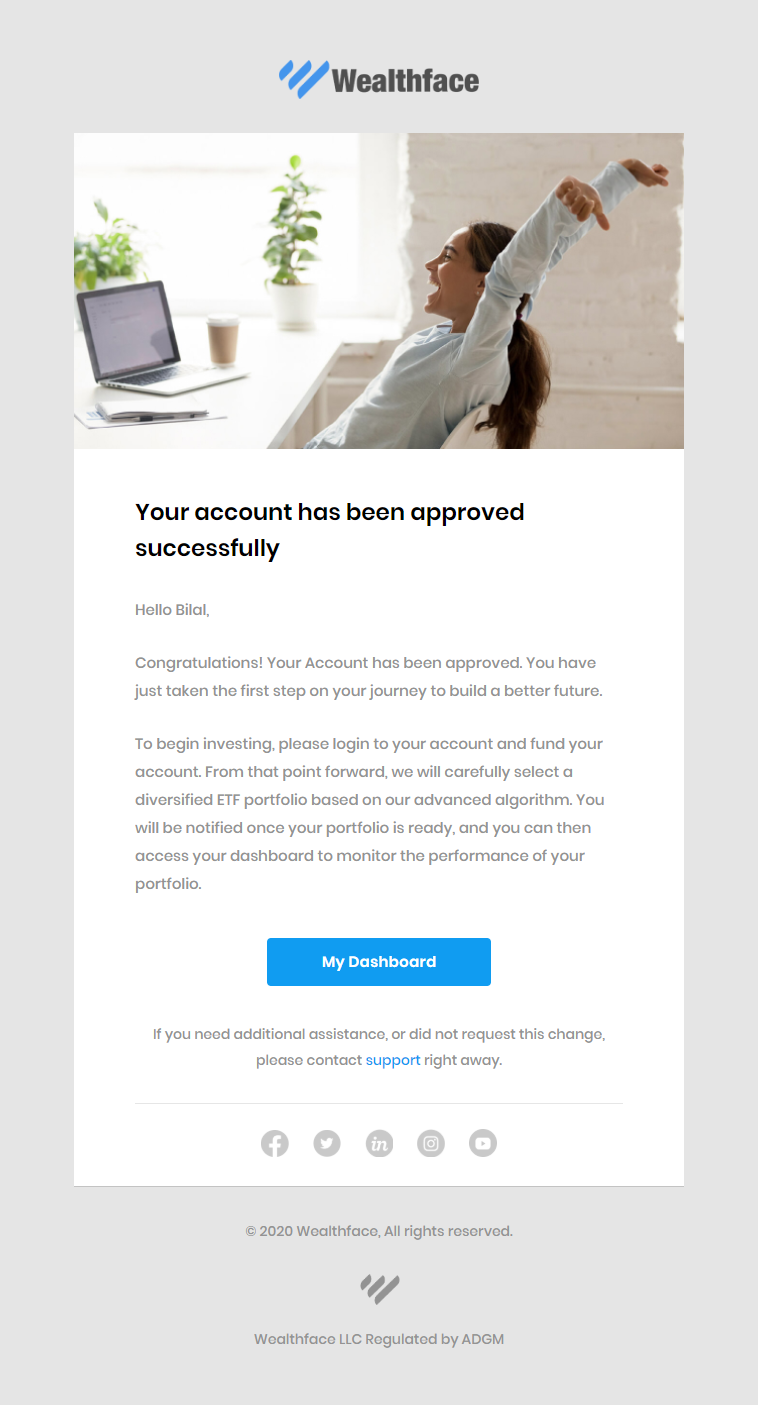 Wealthface
Your account has been approved
successfully
Hello Bilal,
Congratulations! Your Account has been approved. You have
just taken the first step on your journey to build a better future.
To begin investing, please login to your account and fund your
account. From that point forward, we will carefully select a
diversified ETF portfolio based on our advanced algorithm. You
will be notified once your portfolio is ready, and you can then
access your dashboard to monitor the performance of your
portfolio.
My Dashboard
If you need additional assistance, or did not request this change,
please contact support right away.
© 2020 Wealthface, All rights reserved.
Wealthface LLC Regulated by ADGM